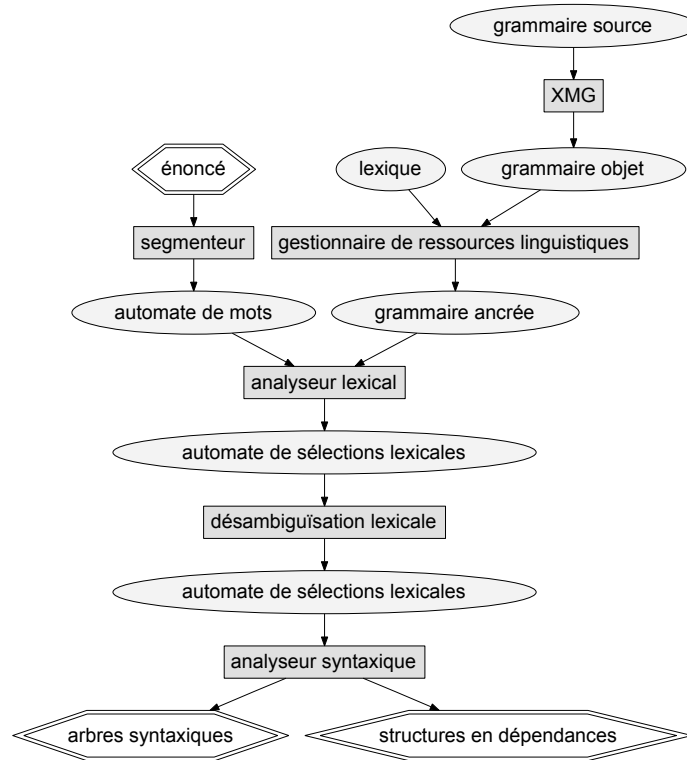 grammaire source
XMG
énoncé
lexique
grammaire objet
segmenteur
gestionnaire de ressources linguistiques
automate de mots
grammaire ancrée
analyseur lexical
automate de sélections lexicales
désambiguïsation lexicale
automate de sélections lexicales
analyseur syntaxique
arbres syntaxiques
structures en dépendances